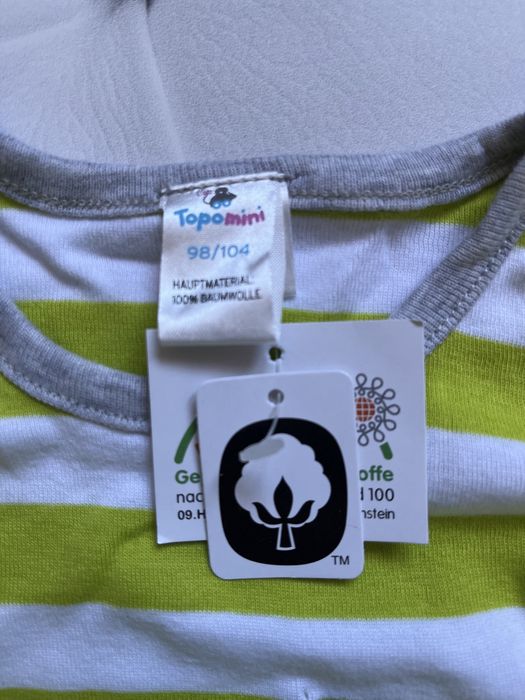 Topomini
98/104
HAUPTMATERIAL:
100% BAUMWOLLE
Ge offe
nac d 100
09.H nstein
TM